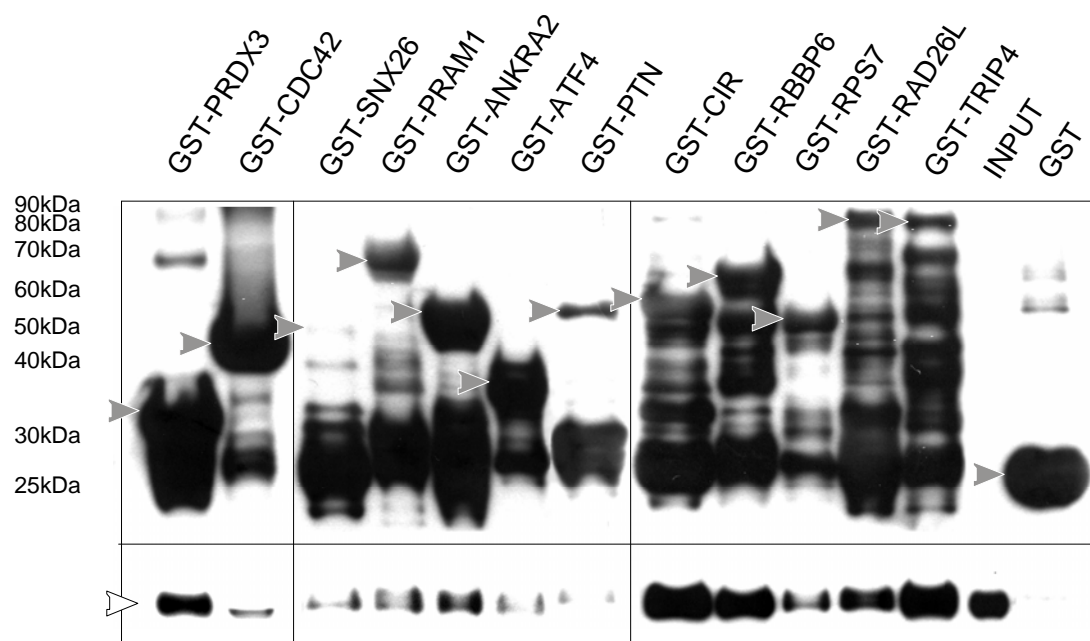 GST-PRDX3
GST-CDC42
GST-SNX26
GST-PRAM1
GST-ANKRA2
GST-ATF4
GST-PTN
GST-CIR
GST-RBBP6
GST-RPS7
GST-RAD26L
GST-TRIP4
INPUT
GST
90kDa
80kDa
70kDa
60kDa
50kDa
40kDa
30kDa
25kDa